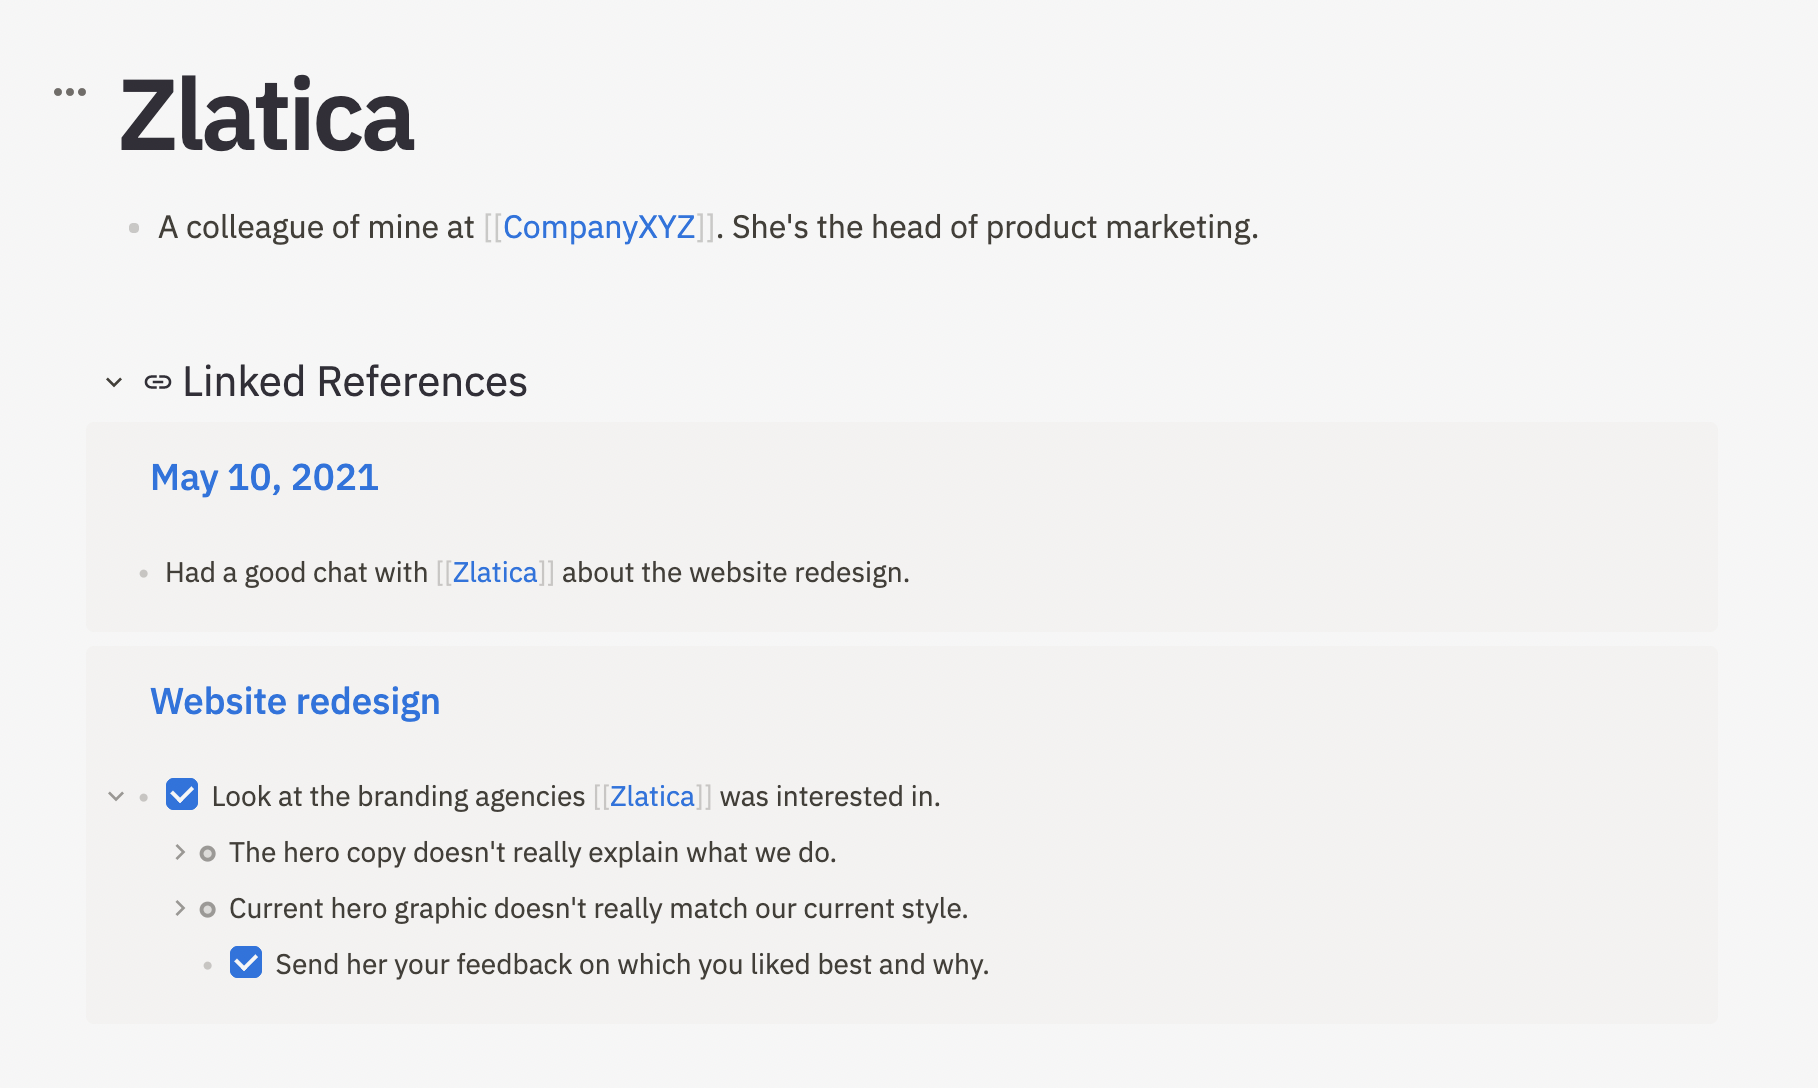 Zlatica
A colleague of mine at [[CompanyXYZ]]. She's the head of product marketing.
Linked References
May 10, 2021
Had a good chat with [[Zlatica]] about the website redesign.
Website redesign
Look at the branding agencies [[Zlatica]] was interested in.
The hero copy doesn't really explain what we do.
Current hero graphic doesn't really match our current style.
Send her your feedback on which you liked best and why.